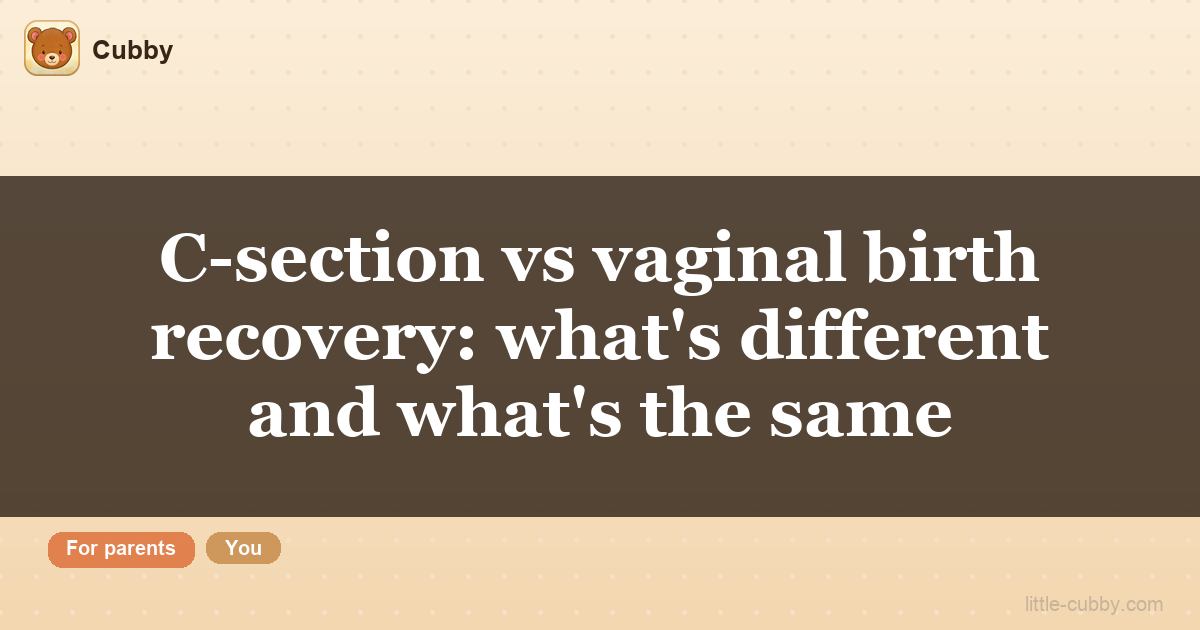 Cubby
C-section vs vaginal birth
recovery: what's different
and what's the same
For parents
You
little-cubby.com